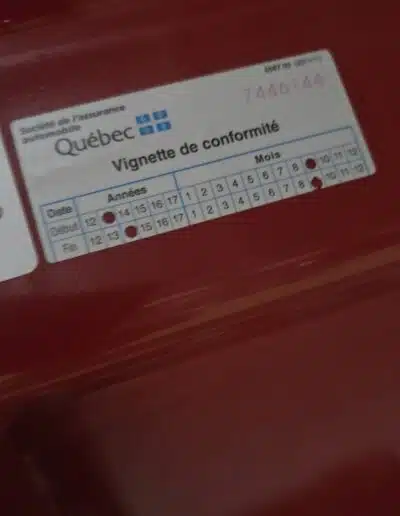 Société de l'assurance
automobile
Québec
7446144
Vignette de conformité
Années Mois
Date 12 14 15 16 17 1 2 3 4 5 6 7 8 10 11 12
Début
Fin 12 13 15 16 17 1 2 3 4 5 6 7 8 10 11 12